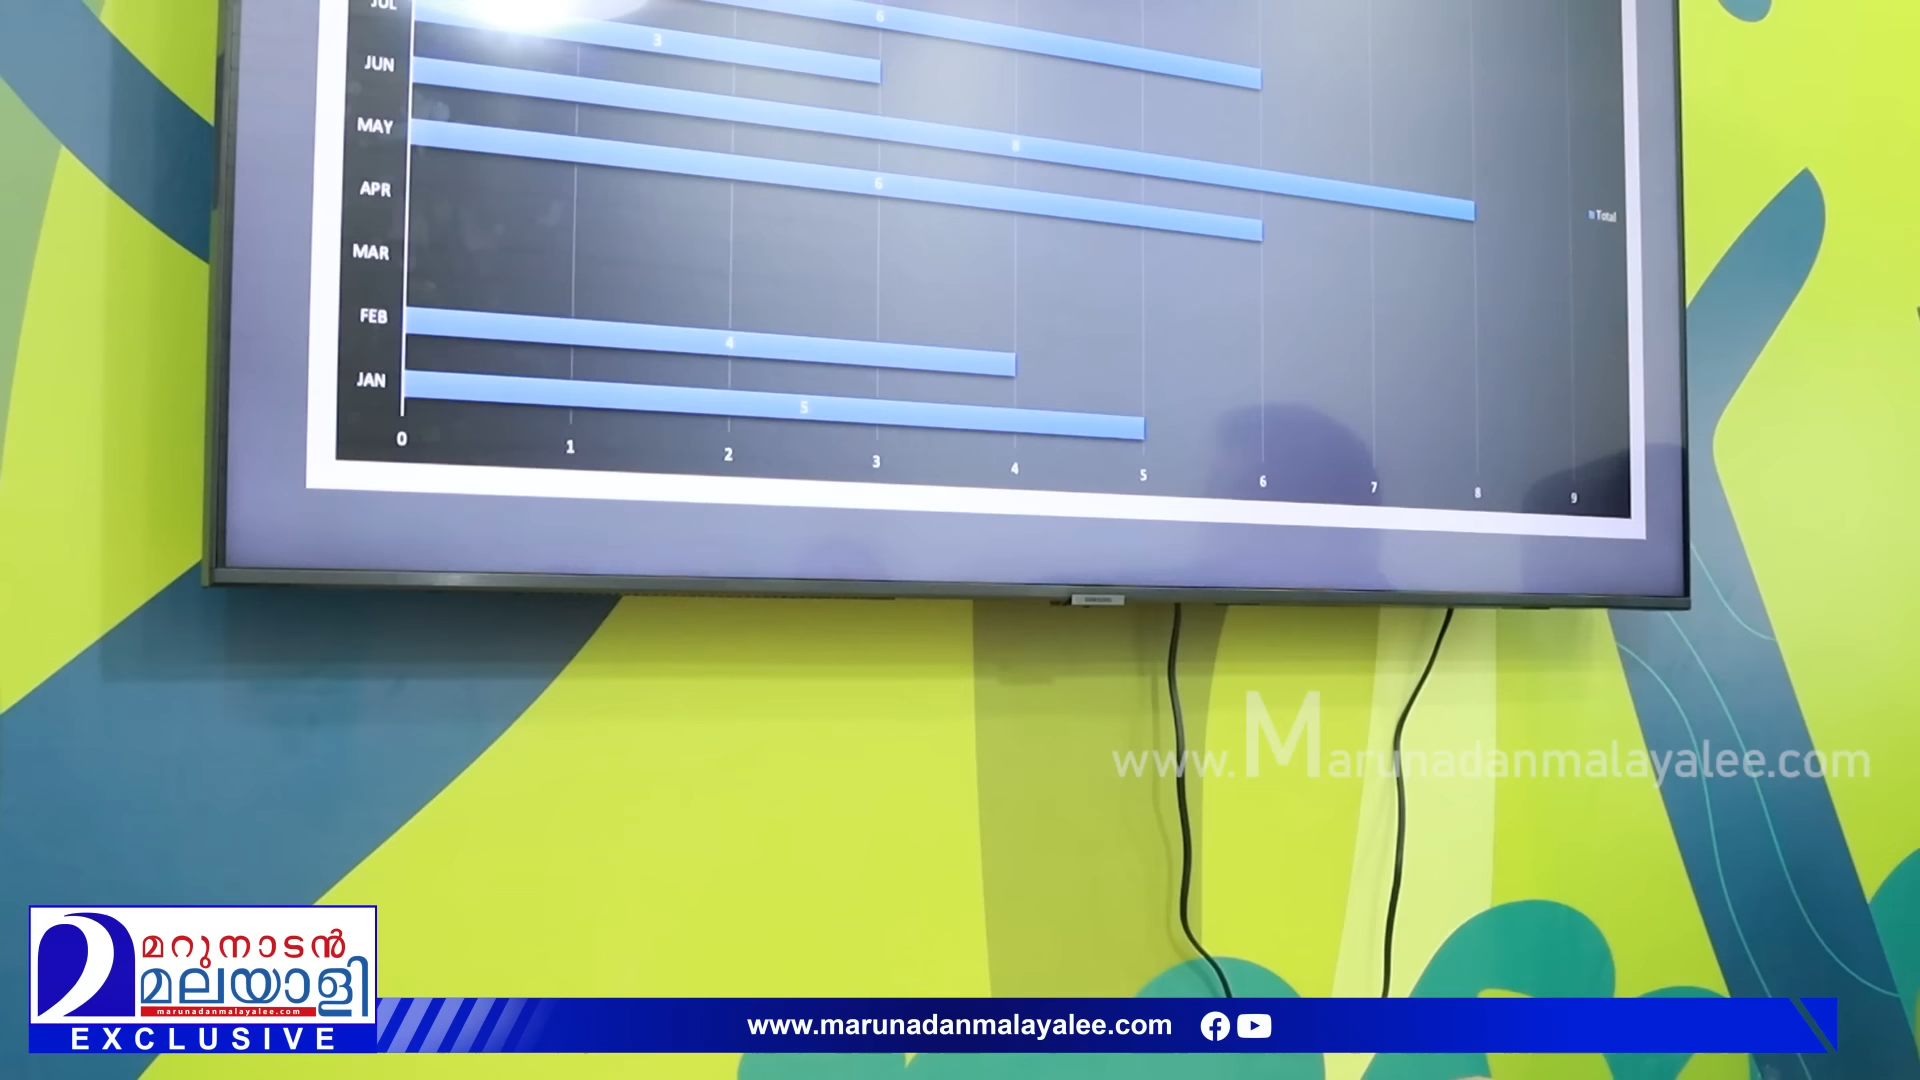 JUL
6
3
JUN
MAY
8
6
APR
Total
MAR
FEB
4
JAN
5
0 1 2 3 4 5 6 7 8 9
www.Marunadanmalayalee.com
മറുനാടൻ
മലയാളി
marunadanmalayalee.com
EXCLUSIVE
www.marunadanmalayalee.com